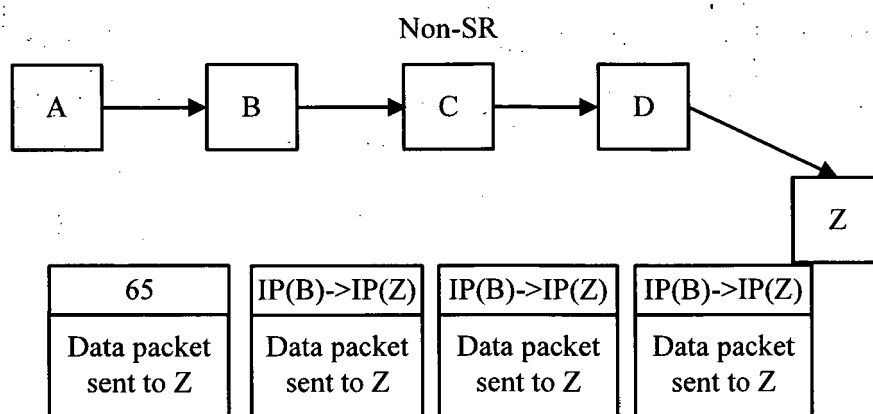 Non-SR
A B C D
Z
65 IP(B)->IP(Z) IP(B)->IP(Z) IP(B)->IP(Z)
Data packet Data packet Data packet Data packet
sent to Z sent to Z sent to Z sent to Z